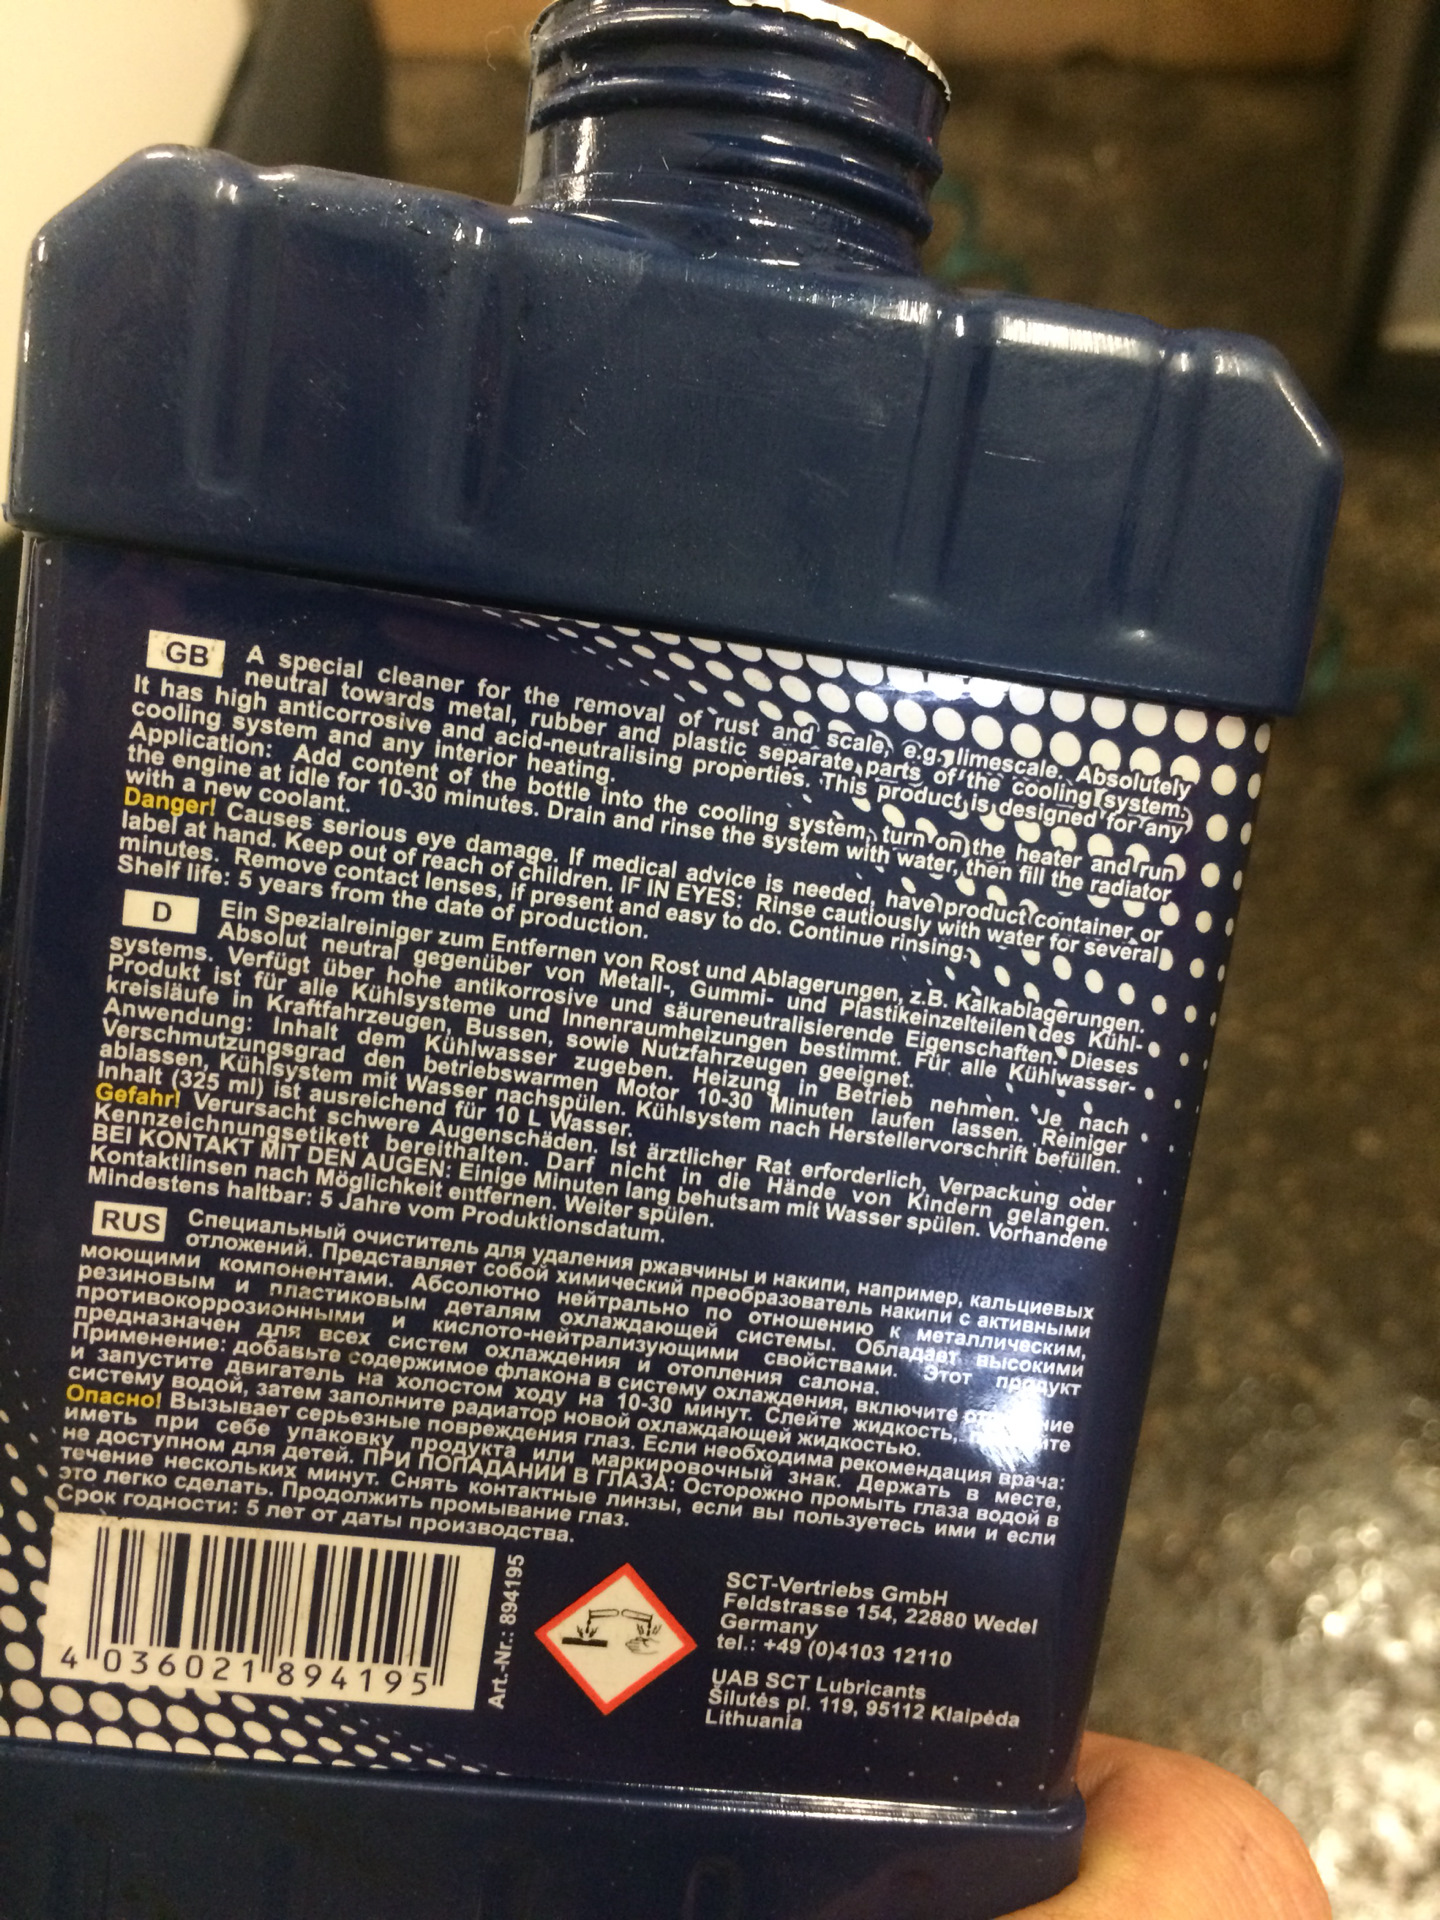 GB
A special cleaner for the removal of rust and scale, e.g. limescale. Absolutely
neutral towards metal, rubber and plastic separate parts of the cooling system.
It has high anticorrosive and acid-neutralising properties. This product is designed for any
cooling system and any interior heating.
Application: Add content of the bottle into the cooling system, turn on the heater and run
the engine at idle for 10-30 minutes. Drain and rinse the system with water, then fill the radiator
with a new coolant.
Danger! Causes serious eye damage. If medical advice is needed, have product container or
label at hand. Keep out of reach of children. IF IN EYES: Rinse cautiously with water for several
minutes. Remove contact lenses, if present and easy to do. Continue rinsing.
Shelf life: 5 years from the date of production.
D
Ein Spezialreiniger zum Entfernen von Rost und Ablagerungen, z.B. Kalkablagerungen.
Absolut neutral gegenüber von Metall-, Gummi- und Plastikeinzelteilen des Kühl-
systems. Verfügt über hohe antikorrosive und säureneutralisierende Eigenschaften. Dieses
Produkt ist für alle Kühlsysteme und Innenraumheizungen bestimmt. Für alle Kühlwasser-
kreisläufe in Kraftfahrzeugen, Bussen, sowie Nutzfahrzeugen geeignet.
Anwendung: Inhalt dem Kühlwasser zugeben. Heizung in Betrieb nehmen. Je nach
Verschmutzungsgrad den betriebswarmen Motor 10-30 Minuten laufen lassen. Reiniger
ablassen, Kühlsystem mit Wasser nachspülen. Kühlsystem nach Herstellervorschrift befüllen.
Inhalt (325 ml) ist ausreichend für 10 L Wasser.
Gefahr! Verursacht schwere Augenschäden. Ist ärztlicher Rat erforderlich, Verpackung oder
Kennzeichnungsetikett bereithalten. Darf nicht in die Hände von Kindern gelangen.
BEI KONTAKT MIT DEN AUGEN: Einige Minuten lang behutsam mit Wasser spülen. Vorhandene
Kontaktlinsen nach Möglichkeit entfernen. Weiter spülen.
Mindestens haltbar: 5 Jahre vom Produktionsdatum.
RUS
Специальный очиститель для удаления ржавчины и накипи, например, кальциевых
отложений. Представляет собой химический преобразователь накипи с активными
моющими компонентами. Абсолютно нейтрально по отношению к металлическим,
резиновым и пластиковым деталям охлаждающей системы. Обладает высокими
противокоррозионными и кислото-нейтрализующими свойствами. Этот продукт
предназначен для всех систем охлаждения и отопления салона.
Применение: добавьте содержимое флакона в систему охлаждения, включите
и запустите двигатель на холостом ходу на 10-30 минут. Слейте жидкость,
систему водой, затем заполните радиатор новой охлаждающей жидкостью.
Опасно! Вызывает серьезные повреждения глаз. Если необходима рекомендация врача:
иметь при себе упаковку продукта или маркировочный знак. Держать в месте,
не доступном для детей. ПРИ ПОПАДАНИИ В ГЛАЗА: Осторожно промыть глаза водой в
течение нескольких минут. Снять контактные линзы, если вы пользуетесь ими и если
это легко сделать. Продолжить промывание глаз.
Срок годности: 5 лет от даты производства.
4 036021 894195
Art.-Nr.: 894195
SCT-Vertriebs GmbH
Feldstrasse 154, 22880 Wedel
Germany
tel.: +49 (0)4103 12110
UAB SCT Lubricants
Šilutės pl. 119, 95112 Klaipėda
Lithuania